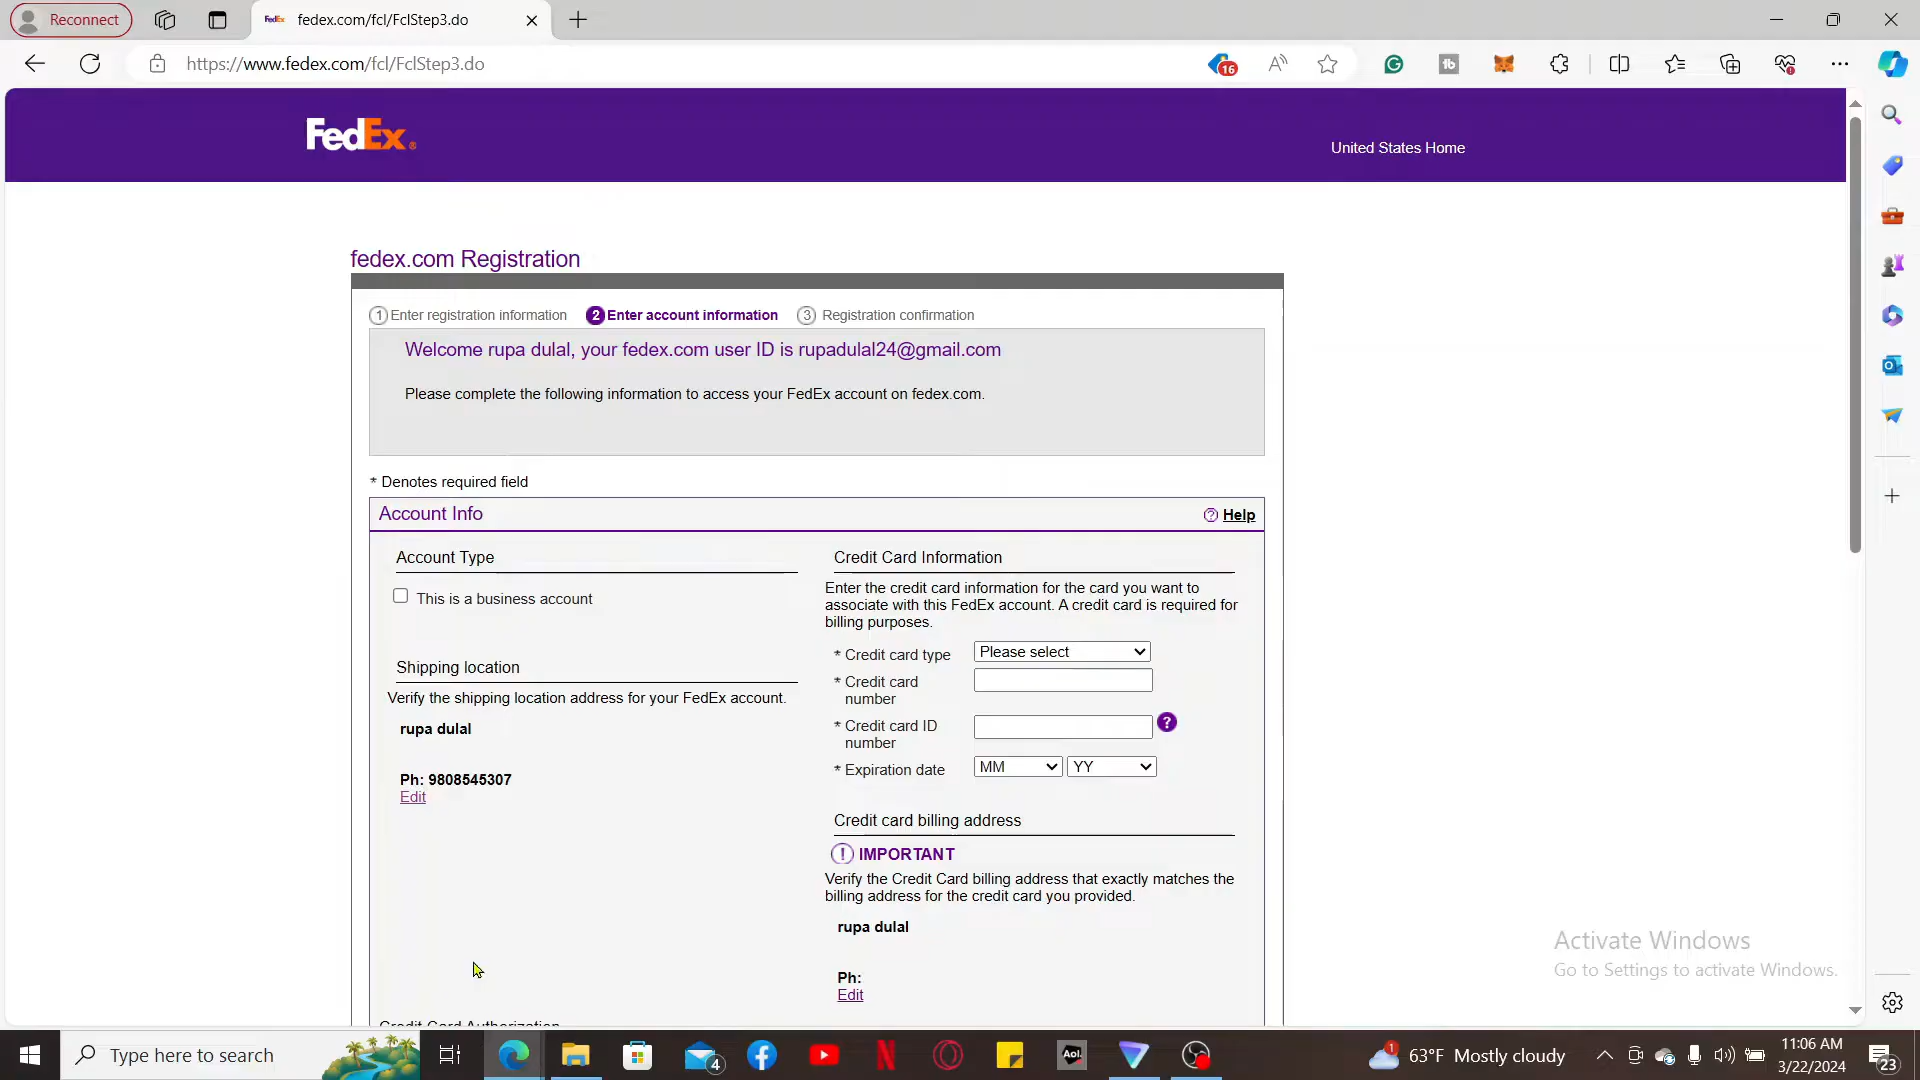 Reconnect
fedex.com/fcl/FclStep3.do
https://www.fedex.com/fcl/FclStep3.do
16
FedEx
United States Home
fedex.com Registration
1 Enter registration information 2 Enter account information 3 Registration confirmation
Welcome rupa dulal, your fedex.com user ID is rupadulal24@gmail.com
Please complete the following information to access your FedEx account on fedex.com.
* Denotes required field
Account Info
? Help
Account Type
This is a business account
Shipping location
Verify the shipping location address for your FedEx account.
rupa dulal
Ph: 9808545307
Edit
Credit Card Information
Enter the credit card information for the card you want to
associate with this FedEx account. A credit card is required for
billing purposes.
* Credit card type Please select
* Credit card
number
* Credit card ID
number
?
* Expiration date MM YY
Credit card billing address
! IMPORTANT
Verify the Credit Card billing address that exactly matches the
billing address for the credit card you provided.
rupa dulal
Ph:
Edit
Credit Card Authorization
Activate Windows
Go to Settings to activate Windows.
Type here to search
4
Aol.
1
63°F Mostly cloudy
11:06 AM
3/22/2024
23